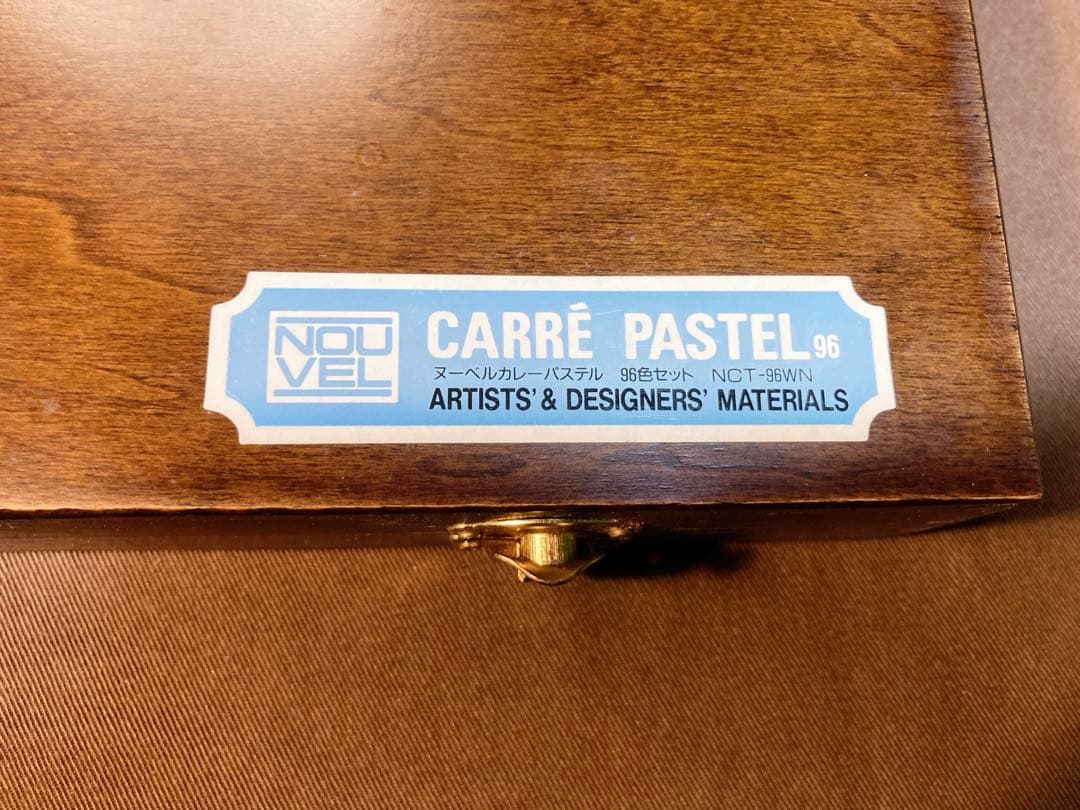 NOU
VEL
CARRÉ PASTEL 96
ヌーベルカレーパステル 96色セット NCT-96WN
ARTISTS' & DESIGNERS' MATERIALS